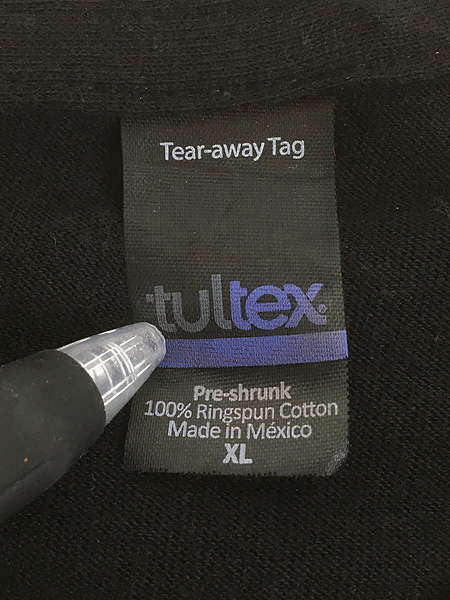 Tear-away Tag
tultex®
Pre-shrunk
100% Ringspun Cotton
Made in México
XL